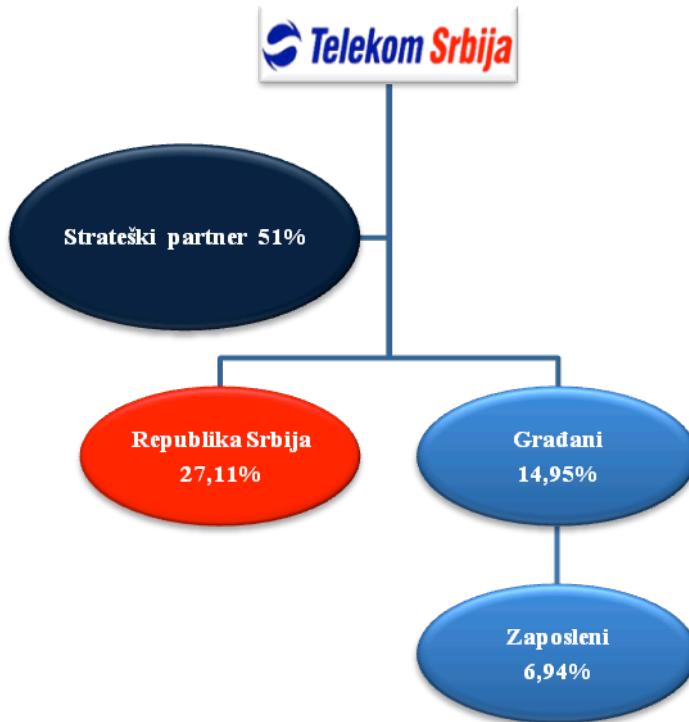 Telekom Srbija
Strateški partner 51%
Republika Srbija
27,11%
Građani
14,95%
Zaposleni
6,94%